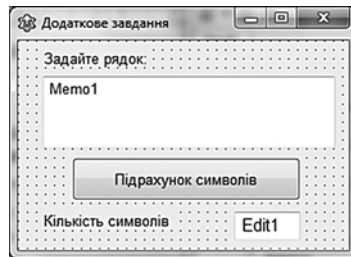 Додаткове завдання
Задайте рядок:
Memo1
Підрахунок символів
Кількість символів
Edit1